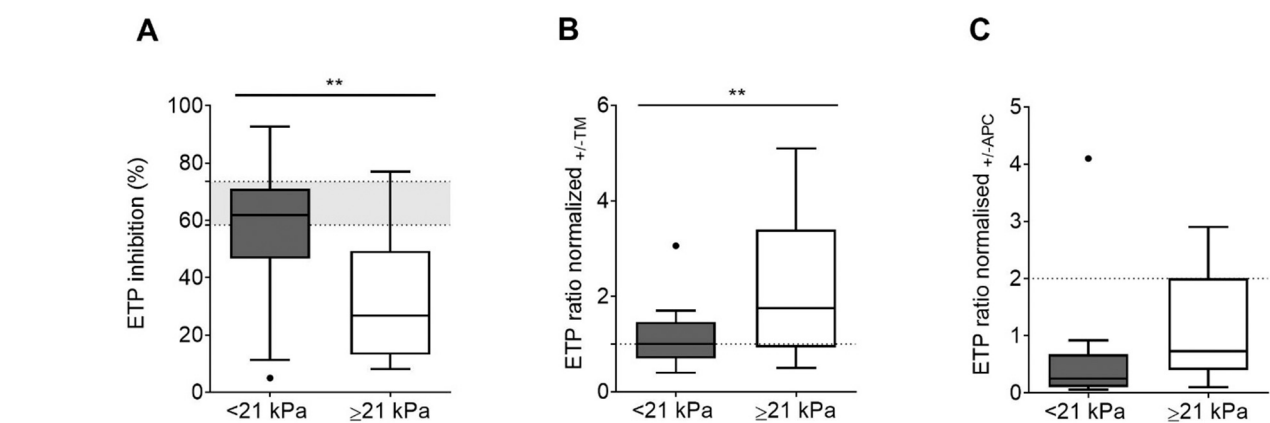 A
**
ETP inhibition (%)
100
80
60
40
20
0
<21 kPa
≥21 kPa
B
**
ETP ratio normalized +/-TM
6
4
2
0
<21 kPa
≥21 kPa
C
ETP ratio normalised +/-APC
5
4
3
2
1
0
<21 kPa
≥21 kPa